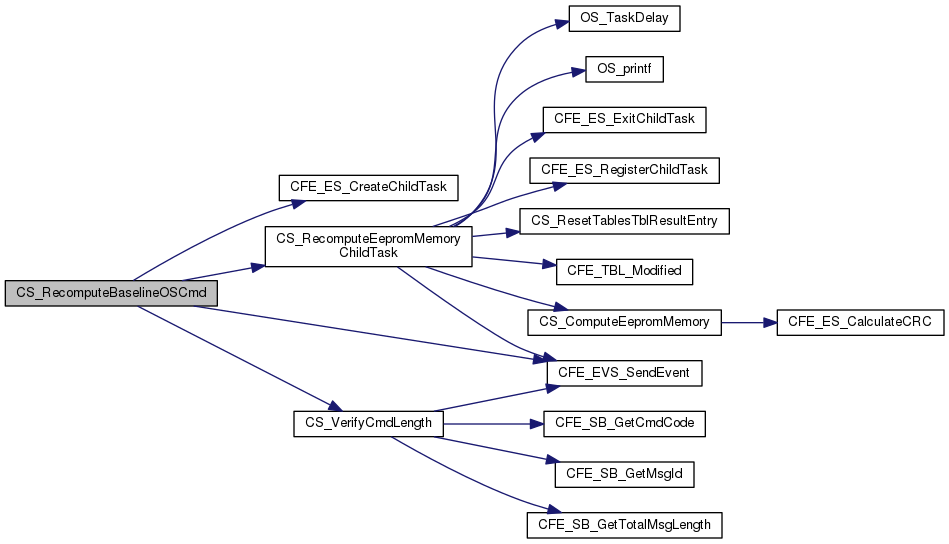 OS_TaskDelay
OS_printf
CFE_ES_ExitChildTask
CFE_ES_RegisterChildTask
CFE_ES_CreateChildTask
CS_ResetTablesTblResultEntry
CS_RecomputeEepromMemory
ChildTask
CFE_TBL_Modified
CS_RecomputeBaselineOSCmd
CS_ComputeEepromMemory
CFE_ES_CalculateCRC
CFE_EVS_SendEvent
CS_VerifyCmdLength
CFE_SB_GetCmdCode
CFE_SB_GetMsgId
CFE_SB_GetTotalMsgLength